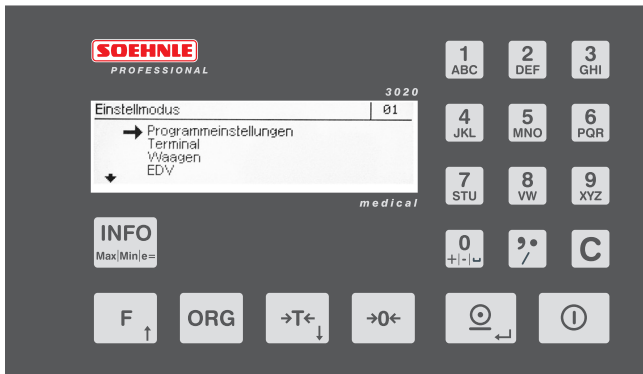 SOEHNLE
PROFESSIONAL
3020
Einstellmodus 01
Programmeinstellungen
Terminal
Waagen
EDV
medical
INFO
Max|Min|e=
1
ABC
2
DEF
3
GHI
4
JKL
5
MNO
6
PQR
7
STU
8
VW
9
XYZ
0
+|-|⎵
,•
/
C
F ↑
ORG
→T← ↓
→0←